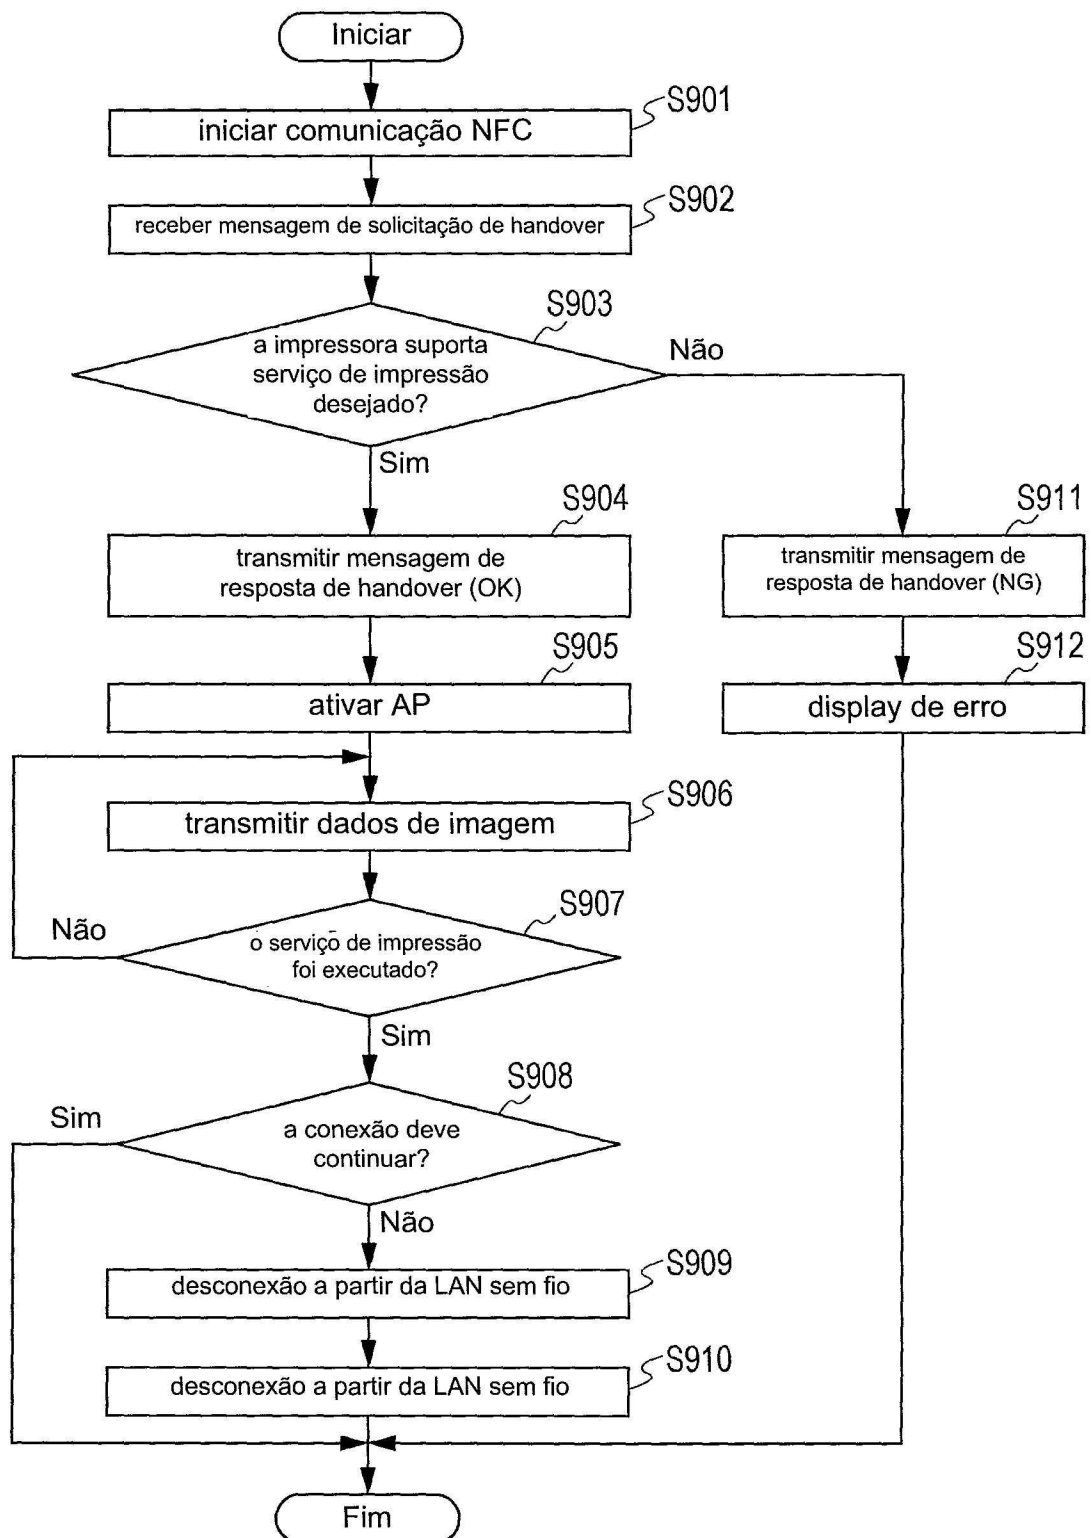 Iniciar
S901
iniciar comunicação NFC
S902
receber mensagem de solicitação de handover
S903
a impressora suporta
serviço de impressão
desejado?
Não
Sim
S904
transmitir mensagem de
resposta de handover (OK)
S911
transmitir mensagem de
resposta de handover (NG)
S905
ativar AP
S912
display de erro
S906
transmitir dados de imagem
S907
Não
o serviço de impressão
foi executado?
Sim
S908
Sim
a conexão deve
continuar?
Não
S909
desconexão a partir da LAN sem fio
S910
desconexão a partir da LAN sem fio
Fim